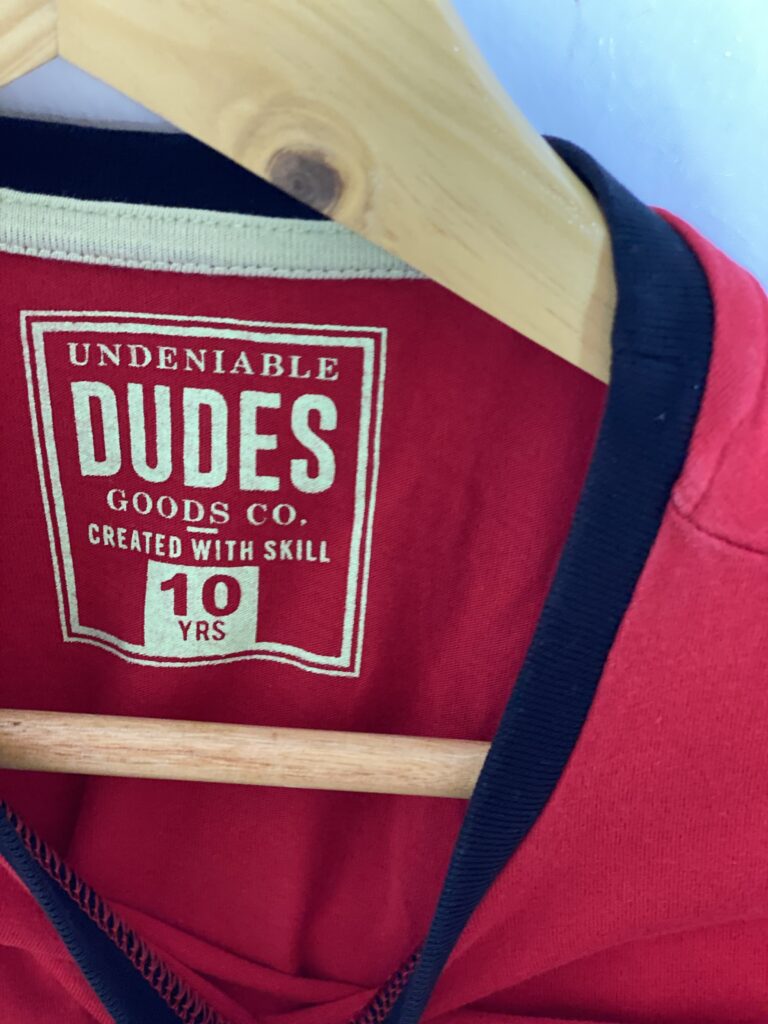 UNDENIABLE
DUDES
GOODS CO.
CREATED WITH SKILL
10
YRS